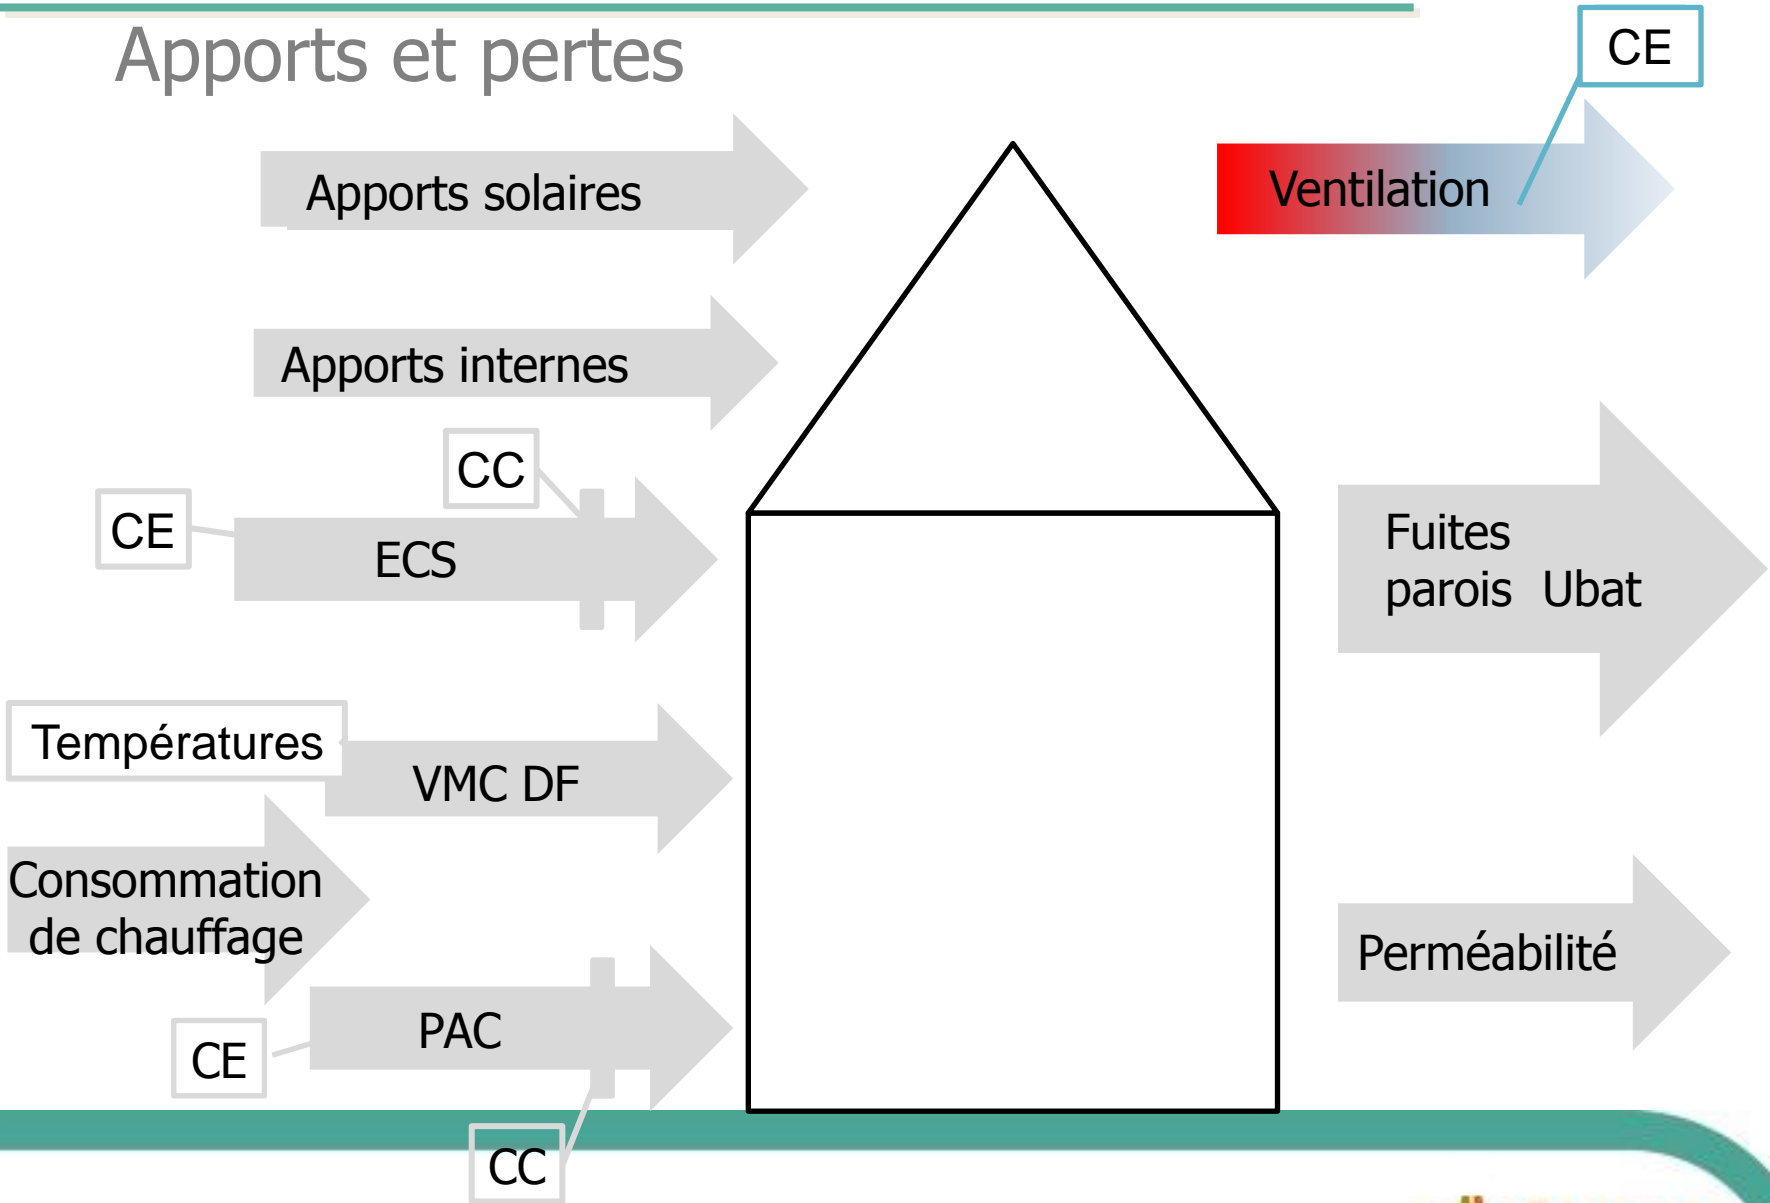 Apports et pertes
CE
Apports solaires
Ventilation
Apports internes
CC
CE
ECS
Fuites
parois Ubat
Températures
VMC DF
Consommation
de chauffage
Perméabilité
PAC
CE
CC